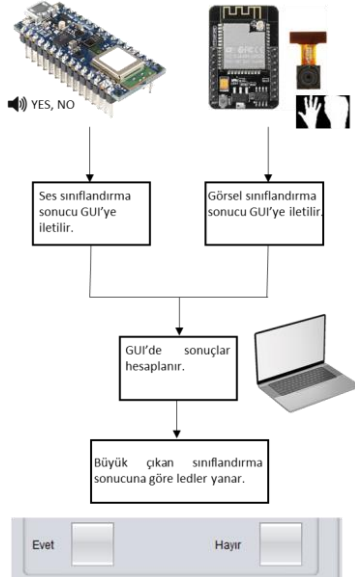 YES, NO
Ses sınıflandırma
sonucu GUI'ye
iletilir.
Görsel sınıflandırma
sonucu GUI'ye iletilir.
GUI'de sonuçlar
hesaplanır.
Büyük çıkan sınıflandırma
sonucuna göre ledler yanar.
Evet
Hayır